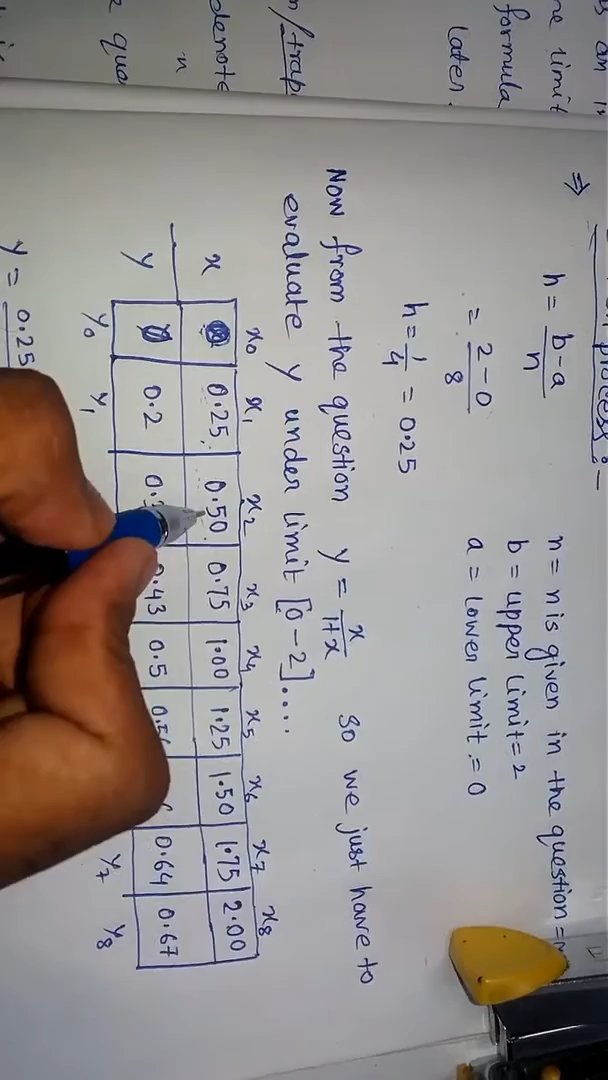 denote
n
formula
later.
process :-
⇒ h = b-a/n n = n is given in the question =
= 2-0/8 b = upper limit = 2
a = lower limit = 0
h = 1/4 = 0.25
Now from the question y = x/1+x so we just have to
evaluate y under limit [0-2]....
x0 x1 x2 x3 x4 x5 x6 x7 x8
x 0.25 0.50 0.75 1.00 1.25 1.50 1.75 2.00
y 0.2 0.5 0.64 0.67
y0 y1 y7 y8
y = 0.25